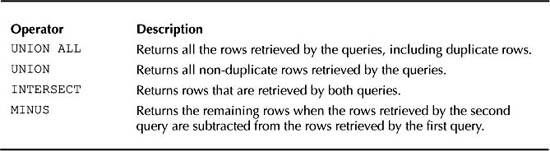 Operator Description
UNION ALL Returns all the rows retrieved by the queries, including duplicate rows.
UNION Returns all non-duplicate rows retrieved by the queries.
INTERSECT Returns rows that are retrieved by both queries.
MINUS Returns the remaining rows when the rows retrieved by the second
query are subtracted from the rows retrieved by the first query.